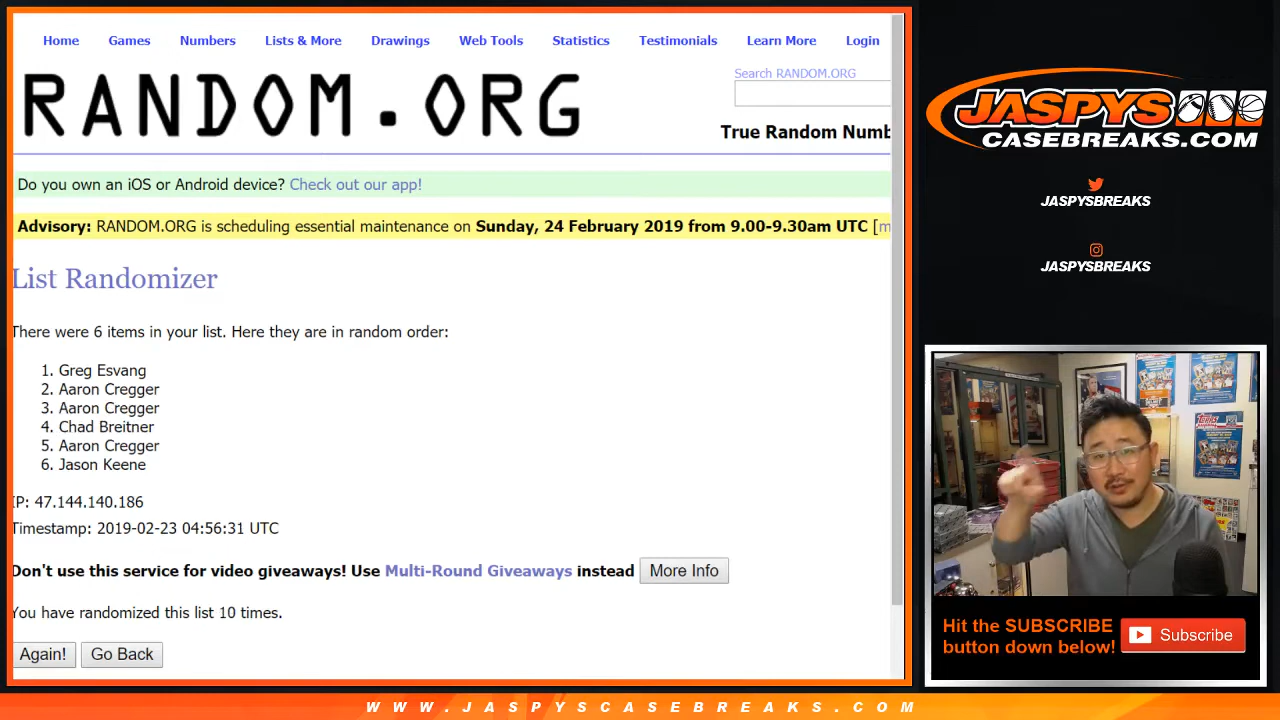 Home Games Numbers Lists & More Drawings Web Tools Statistics Testimonials Learn More Login
RANDOM.ORG
Search RANDOM.ORG
True Random Numb
Do you own an iOS or Android device? Check out our app!
Advisory: RANDOM.ORG is scheduling essential maintenance on Sunday, 24 February 2019 from 9.00-9.30am UTC [m
List Randomizer
There were 6 items in your list. Here they are in random order:
1. Greg Esvang
2. Aaron Cregger
3. Aaron Cregger
4. Chad Breitner
5. Aaron Cregger
6. Jason Keene
IP: 47.144.140.186
Timestamp: 2019-02-23 04:56:31 UTC
Don't use this service for video giveaways! Use Multi-Round Giveaways instead More Info
You have randomized this list 10 times.
Again! Go Back
JASPYS
CASEBREAKS.COM
JASPYSBREAKS
JASPYSBREAKS
TOPPS
Hit the SUBSCRIBE
button down below!
Subscribe
WWW.JASPYSCASEBREAKS.COM